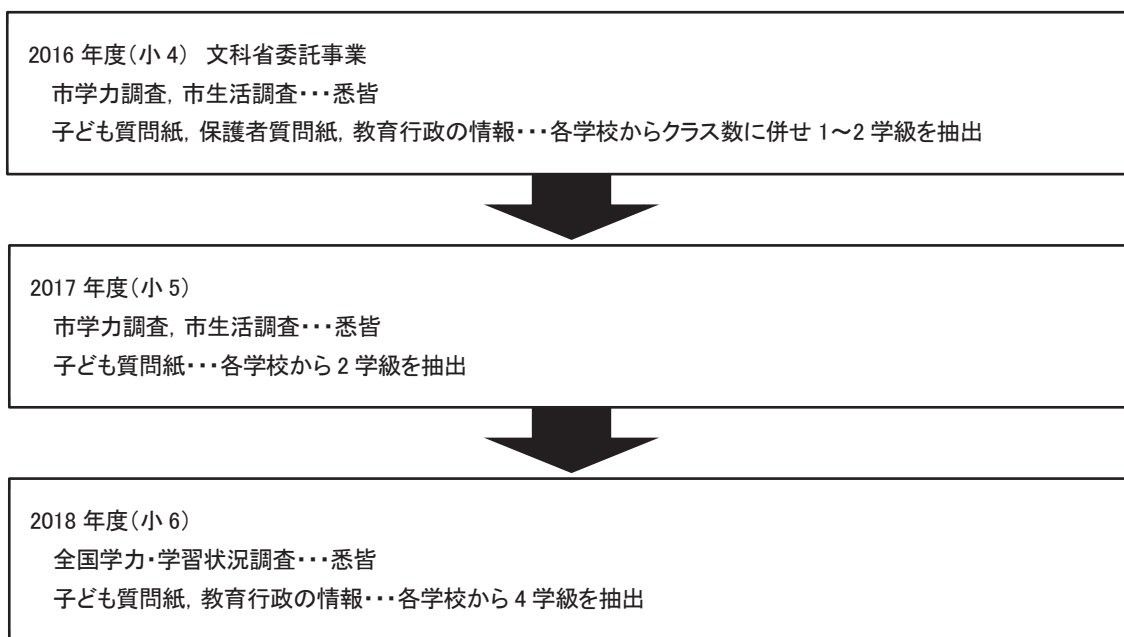 2016 年度(小 4) 文科省委託事業
市学力調査, 市生活調査・・・悉皆
子ども質問紙, 保護者質問紙, 教育行政の情報・・・各学校からクラス数に併せ 1～2 学級を抽出
2017 年度(小 5)
市学力調査, 市生活調査・・・悉皆
子ども質問紙・・・各学校から 2 学級を抽出
2018 年度(小 6)
全国学力・学習状況調査・・・悉皆
子ども質問紙, 教育行政の情報・・・各学校から 4 学級を抽出